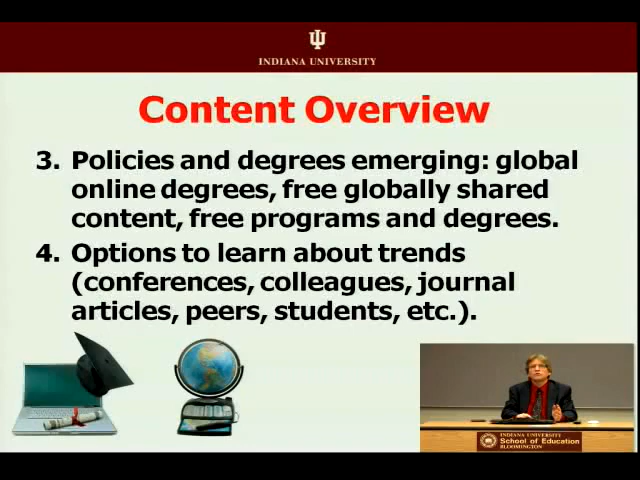 INDIANA UNIVERSITY
Content Overview
3. Policies and degrees emerging: global
online degrees, free globally shared
content, free programs and degrees.
4. Options to learn about trends
(conferences, colleagues, journal
articles, peers, students, etc.).
INDIANA UNIVERSITY
School of Education
BLOOMINGTON